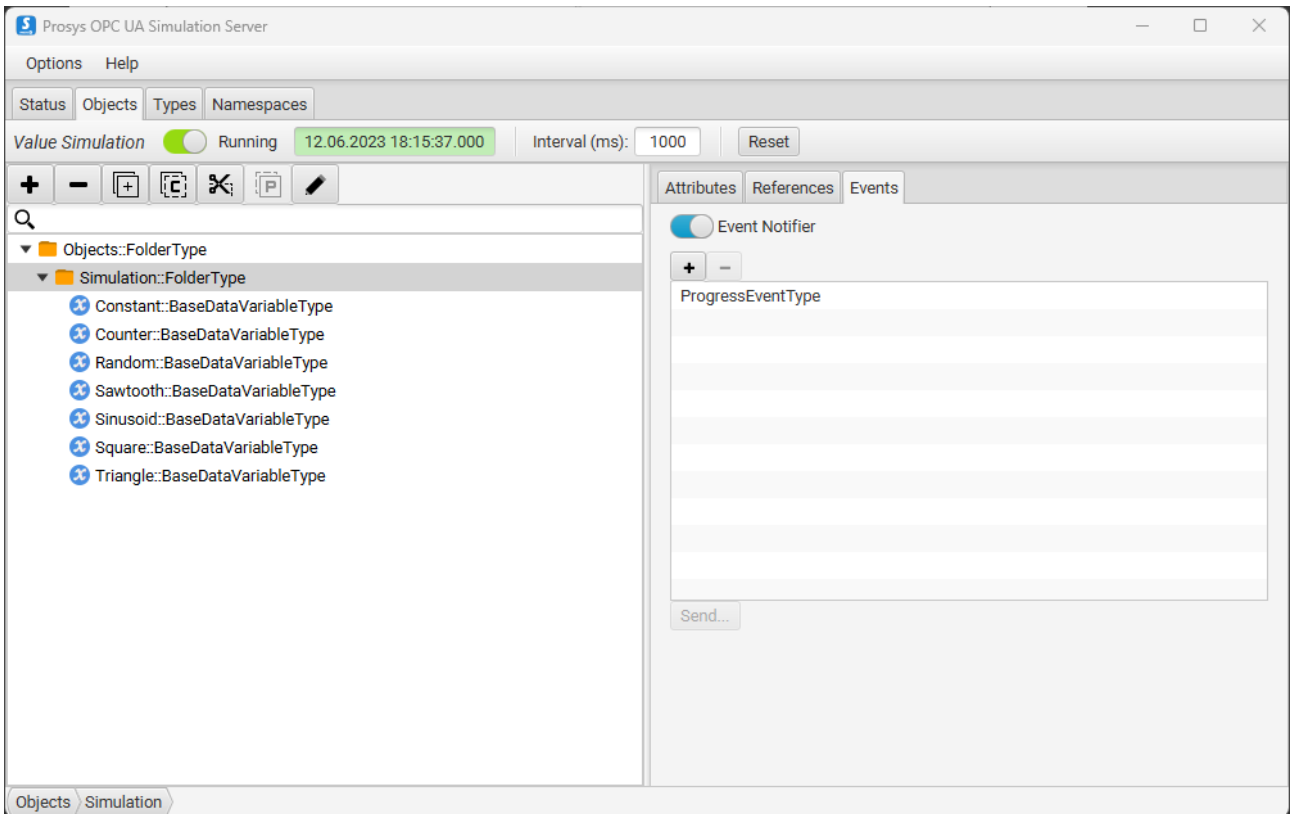 Prosys OPC UA Simulation Server
Options Help
Status Objects Types Namespaces
Value Simulation Running 12.06.2023 18:15:37.000 Interval (ms): 1000 Reset
Attributes References Events
Event Notifier
Objects::FolderType
Simulation::FolderType
Constant::BaseDataVariableType
Counter::BaseDataVariableType
Random::BaseDataVariableType
Sawtooth::BaseDataVariableType
Sinusoid::BaseDataVariableType
Square::BaseDataVariableType
Triangle::BaseDataVariableType
ProgressEventType
Send...
Objects Simulation